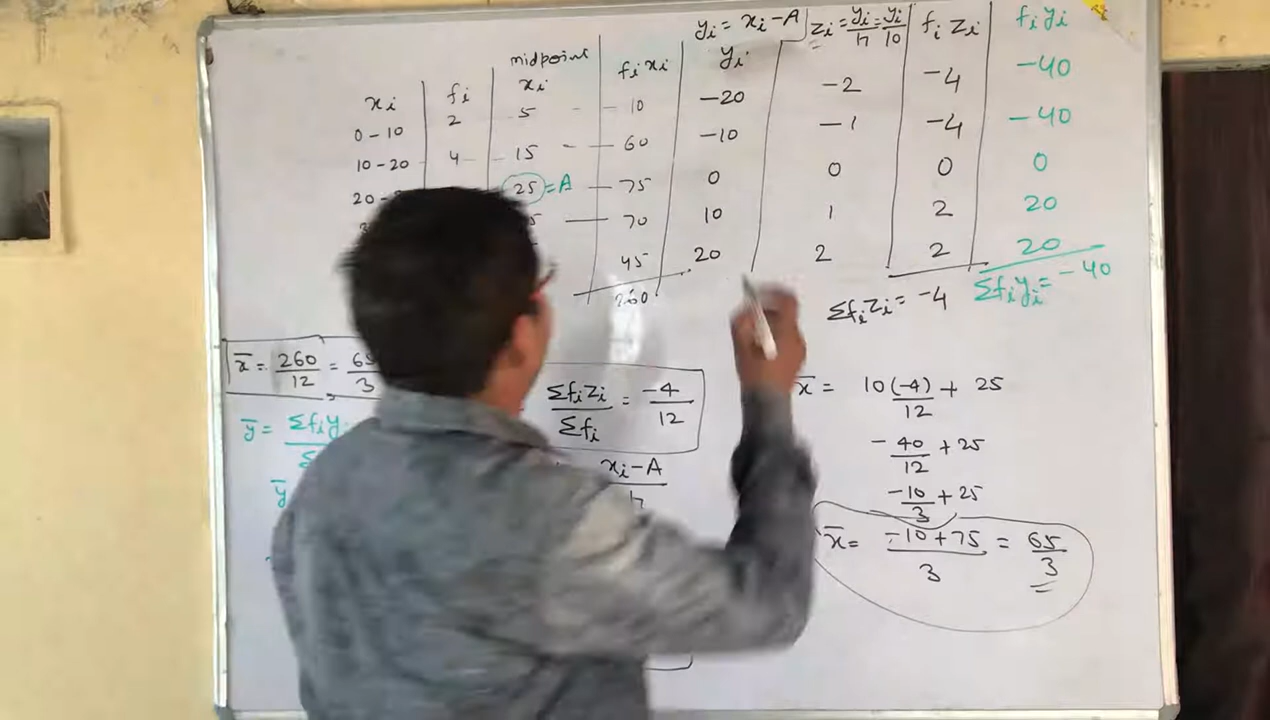 yi = xi - A
zi = yi/h = yi/10
fi zi
fi yi
midpoint
xi
fi
xi
fi xi
yi
0-10
2
5
10
-20
-2
-4
-40
10-20
4
15
60
-10
-1
-4
-40
20-
25 = A
75
0
0
0
0
70
10
1
2
20
45
20
2
2
20
260
Σfi zi = -4
Σfi yi = -40
x̄ = 260/12 = 65/3
Σfi zi/Σfi = -4/12
x̄ = 10(-4)/12 + 25
ȳ = Σfi yi
xi - A/h
-40/12 + 25
ȳ
-10/3 + 25
x̄ = -10+75/3 = 65/3